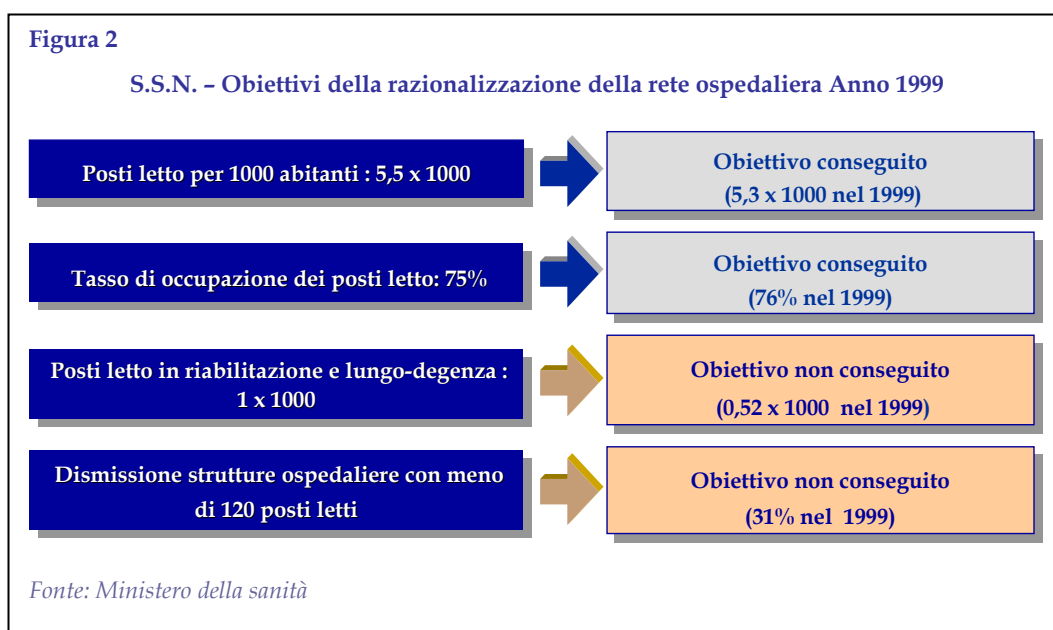 Figura 2
S.S.N. – Obiettivi della razionalizzazione della rete ospedaliera Anno 1999
Posti letto per 1000 abitanti : 5,5 x 1000
Obiettivo conseguito
(5,3 x 1000 nel 1999)
Tasso di occupazione dei posti letto: 75%
Obiettivo conseguito
(76% nel 1999)
Posti letto in riabilitazione e lungo-degenza :
1 x 1000
Obiettivo non conseguito
(0,52 x 1000 nel 1999)
Dismissione strutture ospedaliere con meno
di 120 posti letti
Obiettivo non conseguito
(31% nel 1999)
Fonte: Ministero della sanità